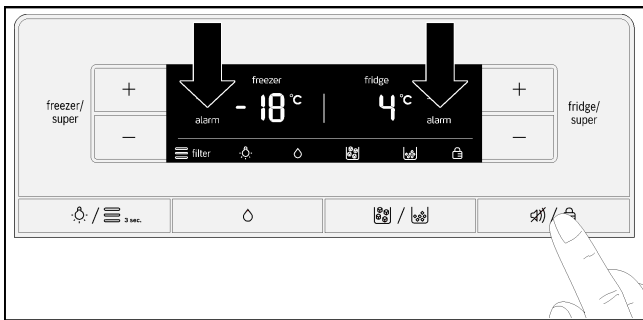 freezer/
super
freezer
fridge
alarm
-18 °C
4 °C
alarm
filter
fridge/
super
+
−
+
−
/ 3 sec.
/
/